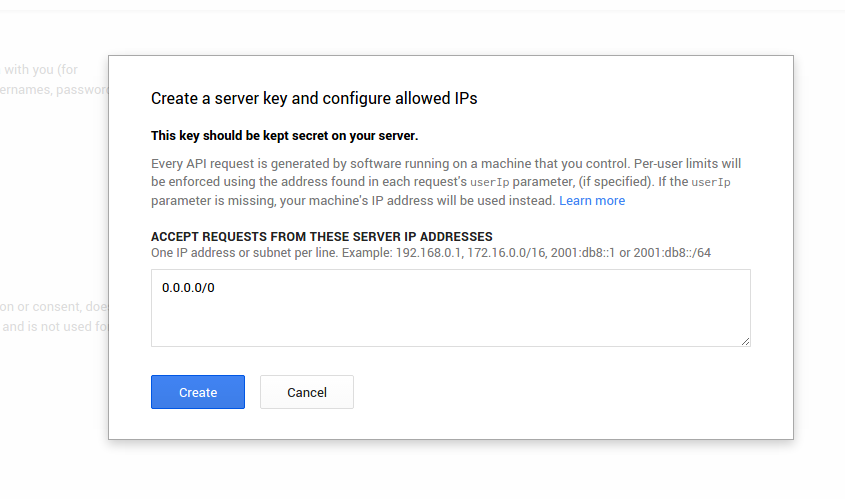 with you (for
ernames, password
Create a server key and configure allowed IPs
This key should be kept secret on your server.
Every API request is generated by software running on a machine that you control. Per-user limits will
be enforced using the address found in each request's userIp parameter, (if specified). If the userIp
parameter is missing, your machine's IP address will be used instead. Learn more
ACCEPT REQUESTS FROM THESE SERVER IP ADDRESSES
One IP address or subnet per line. Example: 192.168.0.1, 172.16.0.0/16, 2001:db8::1 or 2001:db8::/64
0.0.0.0/0
on or consent, does
and is not used fo
Create
Cancel